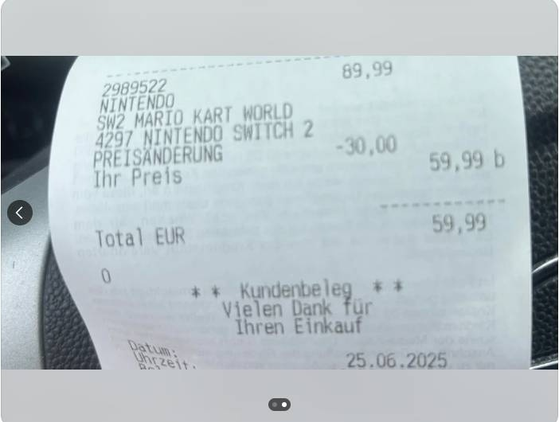 89,99
2989522
NINTENDO
SW2 MARIO KART WORLD
4297 NINTENDO SWITCH 2
PREISÄNDERUNG -30,00
Ihr Preis 59,99 b
Total EUR 59,99
0
* * Kundenbeleg * *
Vielen Dank für
Ihren Einkauf
Datum: 25.06.2025
Uhrzeit: